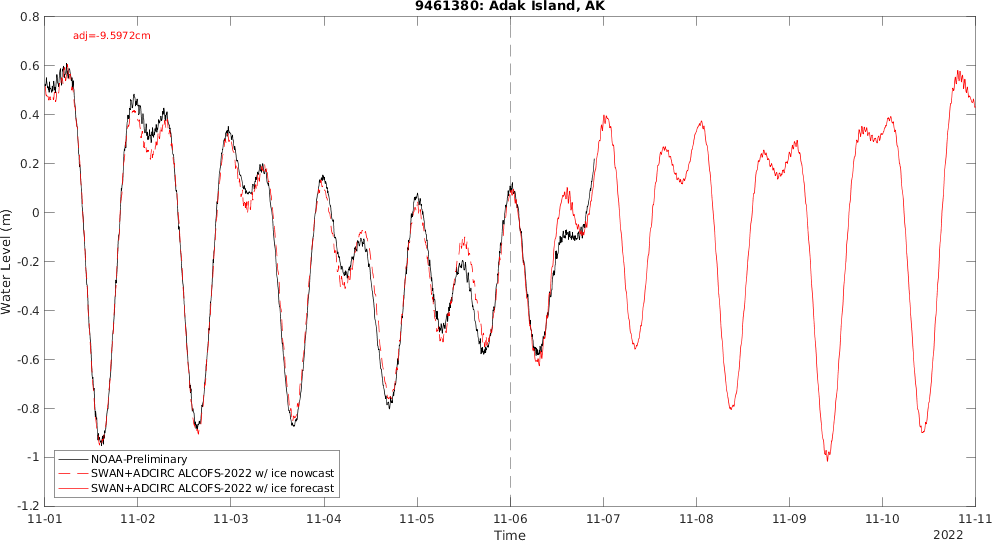 9461380: Adak Island, AK
adj=-9.5972cm
0.8
0.6
0.4
0.2
0
-0.2
-0.4
-0.6
-0.8
-1
-1.2
Water Level (m)
NOAA-Preliminary
SWAN+ADCIRC ALCOFS-2022 w/ ice nowcast
SWAN+ADCIRC ALCOFS-2022 w/ ice forecast
11-01 11-02 11-03 11-04 11-05 11-06 11-07 11-08 11-09 11-10 11-11
Time
2022